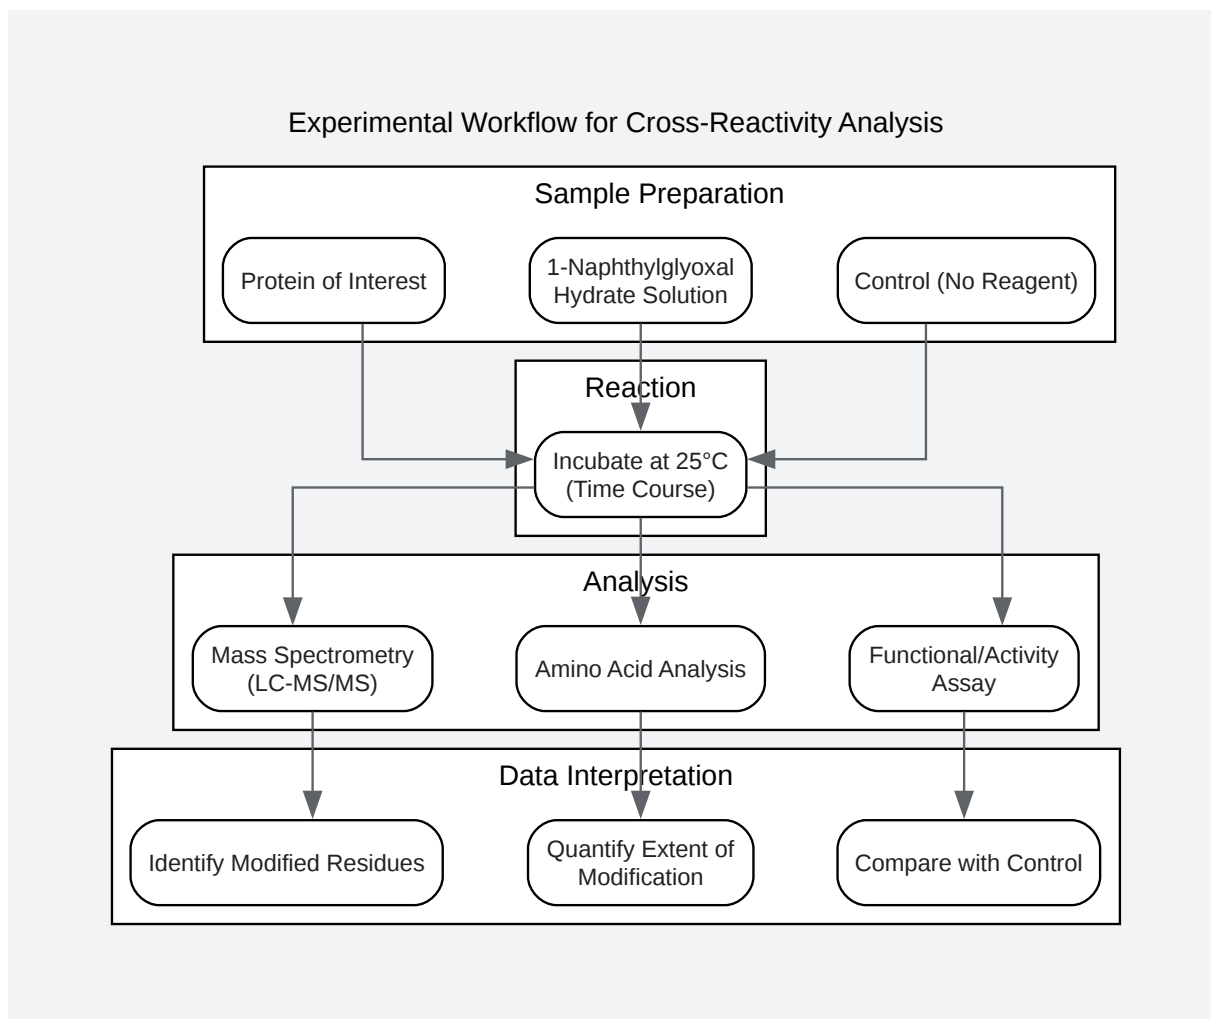 Experimental Workflow for Cross-Reactivity Analysis
Sample Preparation
Protein of Interest
1-Naphthylglyoxal
Hydrate Solution
Control (No Reagent)
Reaction
Incubate at 25°C
(Time Course)
Analysis
Mass Spectrometry
(LC-MS/MS)
Amino Acid Analysis
Functional/Activity
Assay
Data Interpretation
Identify Modified Residues
Quantify Extent of
Modification
Compare with Control